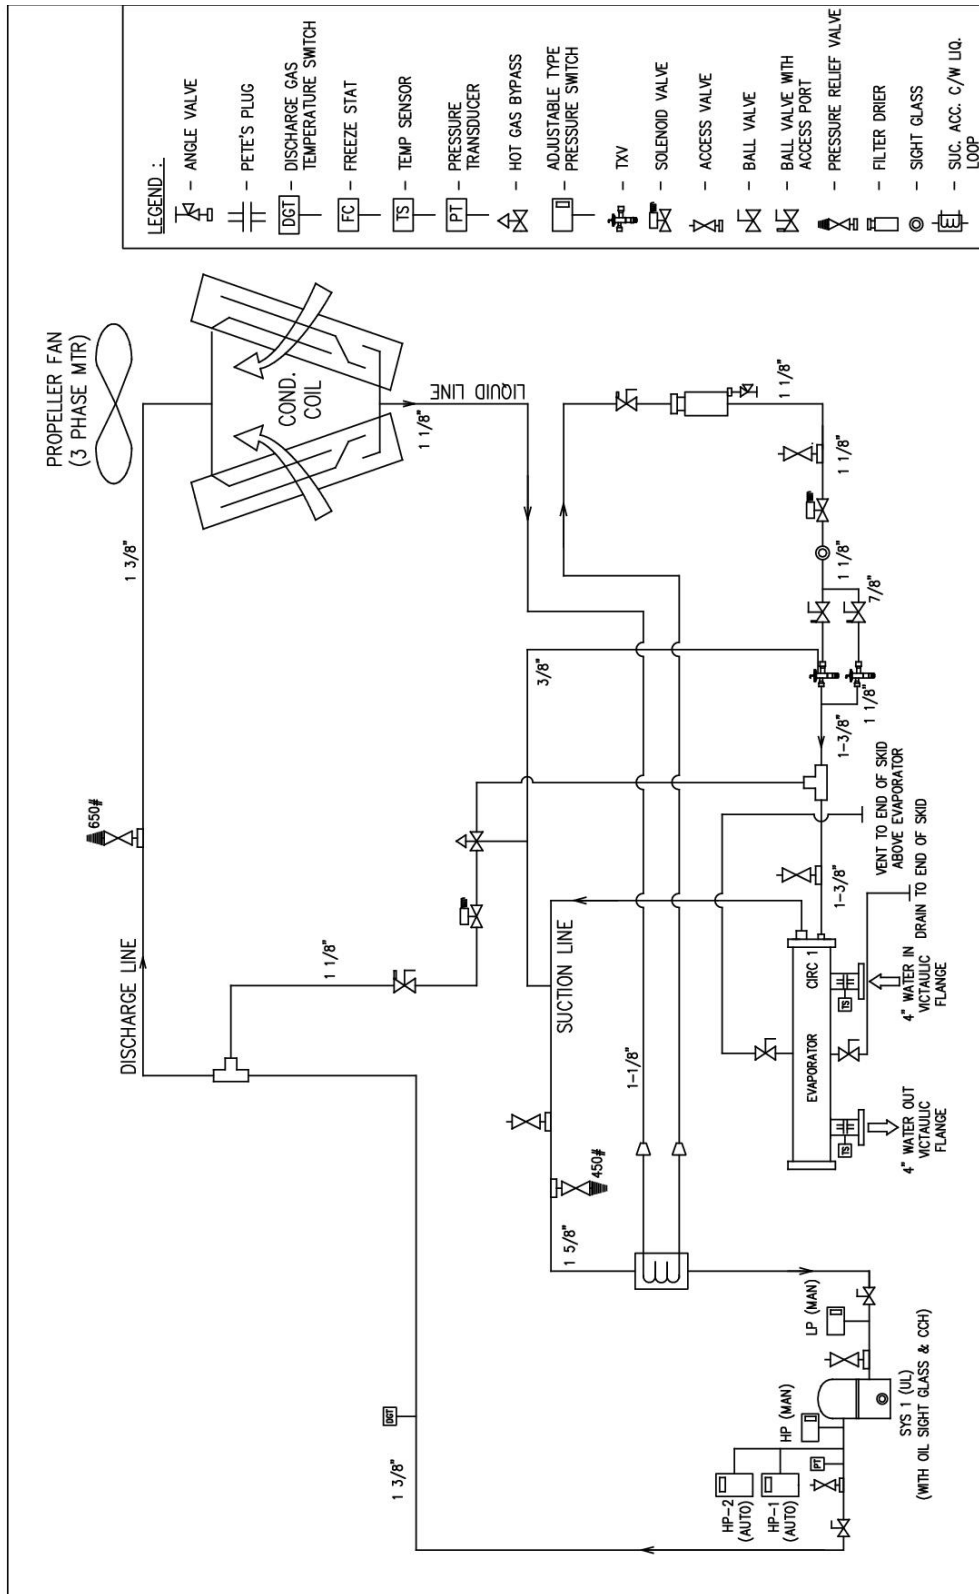 PROPELLER FAN
(3 PHASE MTR)
1 3/8"
650#
DISCHARGE LINE
COND.
COIL
LIQUID LINE
1 1/8"
1 1/8"
3/8"
SUCTION LINE
1-1/8"
450#
1 5/8"
DGT
1 3/8"
1 1/8"
1 1/8"
1 1/8"
7/8"
1 1/8"
1-3/8"
1-3/8"
VENT TO END OF SKID
ABOVE EVAPORATOR
DRAIN TO END OF SKID
EVAPORATOR
CIRC 1
TS
TS
4" WATER IN
VICTAULIC
FLANGE
4" WATER OUT
VICTAULIC
FLANGE
LP (MAN)
HP (MAN)
PT
HP-2
(AUTO)
HP-1
(AUTO)
SYS 1 (UL)
(WITH OIL SIGHT GLASS & CCH)
LEGEND :
- ANGLE VALVE
- PETE'S PLUG
DGT - DISCHARGE GAS
TEMPERATURE SWITCH
FC - FREEZE STAT
TS - TEMP SENSOR
PT - PRESSURE
TRANSDUCER
- HOT GAS BYPASS
ADJUSTABLE TYPE
- PRESSURE SWITCH
- TXV
- SOLENOID VALVE
- ACCESS VALVE
- BALL VALVE
- BALL VALVE WITH
ACCESS PORT
- PRESSURE RELIEF VALVE
- FILTER DRIER
- SIGHT GLASS
- SUC. ACC. C/W LIQ.
LOOP